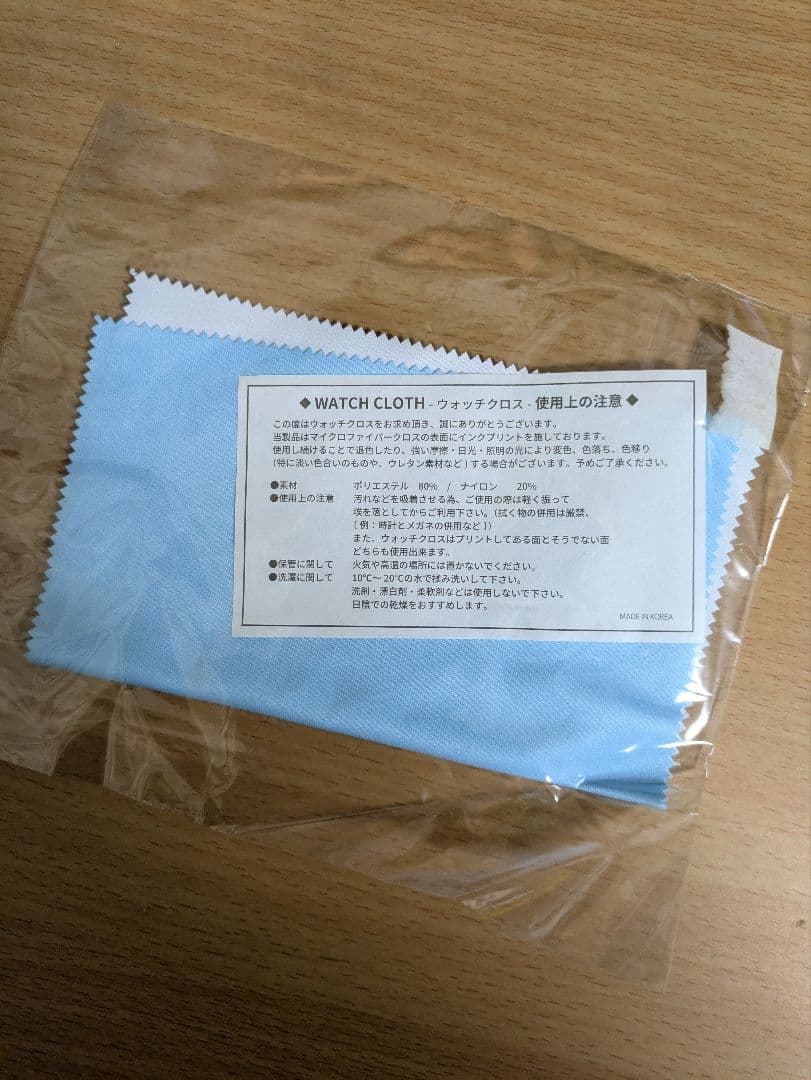 ◆ WATCH CLOTH - ウォッチクロス - 使用上の注意 ◆
この度はウォッチクロスをお求め頂き、誠にありがとうございます。
当製品はマイクロファイバークロスの表面にインクプリントを施しております。
使用し続けることで退色したり、強い摩擦・日光・照明の光により変色、色落ち、色移り
(特に淡い色合いのものや、ウレタン素材など) する場合がございます。予めご了承ください。
●素材 ポリエステル 80% / ナイロン 20%
●使用上の注意 汚れなどを吸着させる為、ご使用の際は軽く振って
埃を落としてからご利用下さい。(拭く物の併用は厳禁、
[ 例：時計とメガネの併用など ])
また、ウォッチクロスはプリントしてある面とそうでない面
どちらも使用出来ます。
●保管に関して 火気や高温の場所には置かないでください。
●洗濯に関して 10℃～20℃の水で揉み洗いして下さい。
洗剤・漂白剤・柔軟剤などは使用しないで下さい。
日陰での乾燥をおすすめします。
MADE IN KOREA